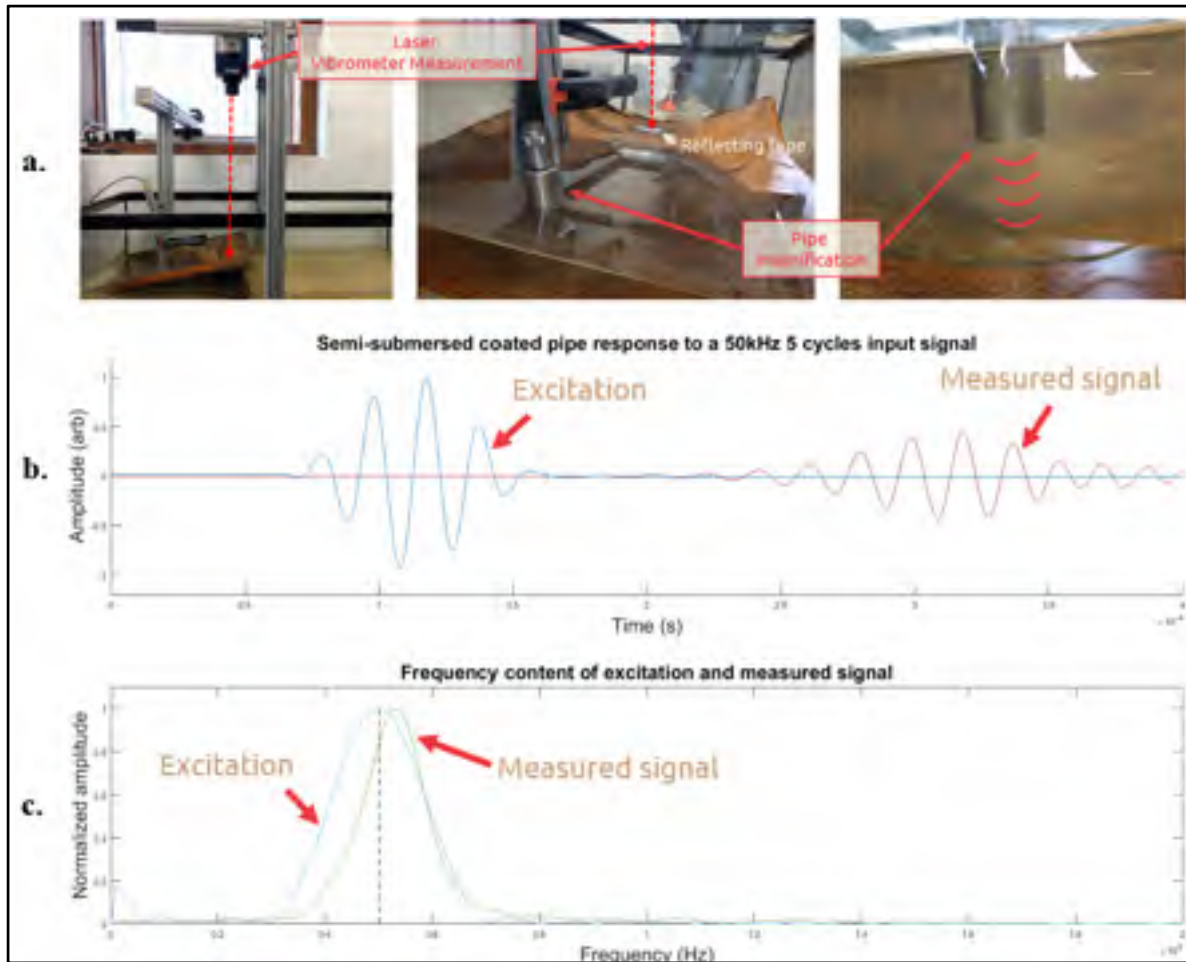 a.
Laser
Vibrometer Measurement
Reflecting Tape
Pipe
Insonification
b.
Semi-submersed coated pipe response to a 50kHz 5 cycles input signal
Excitation
Measured signal
Amplitude (arb)
Time (s)
c.
Frequency content of excitation and measured signal
Excitation
Measured signal
Normalized amplitude
Frequency (Hz)